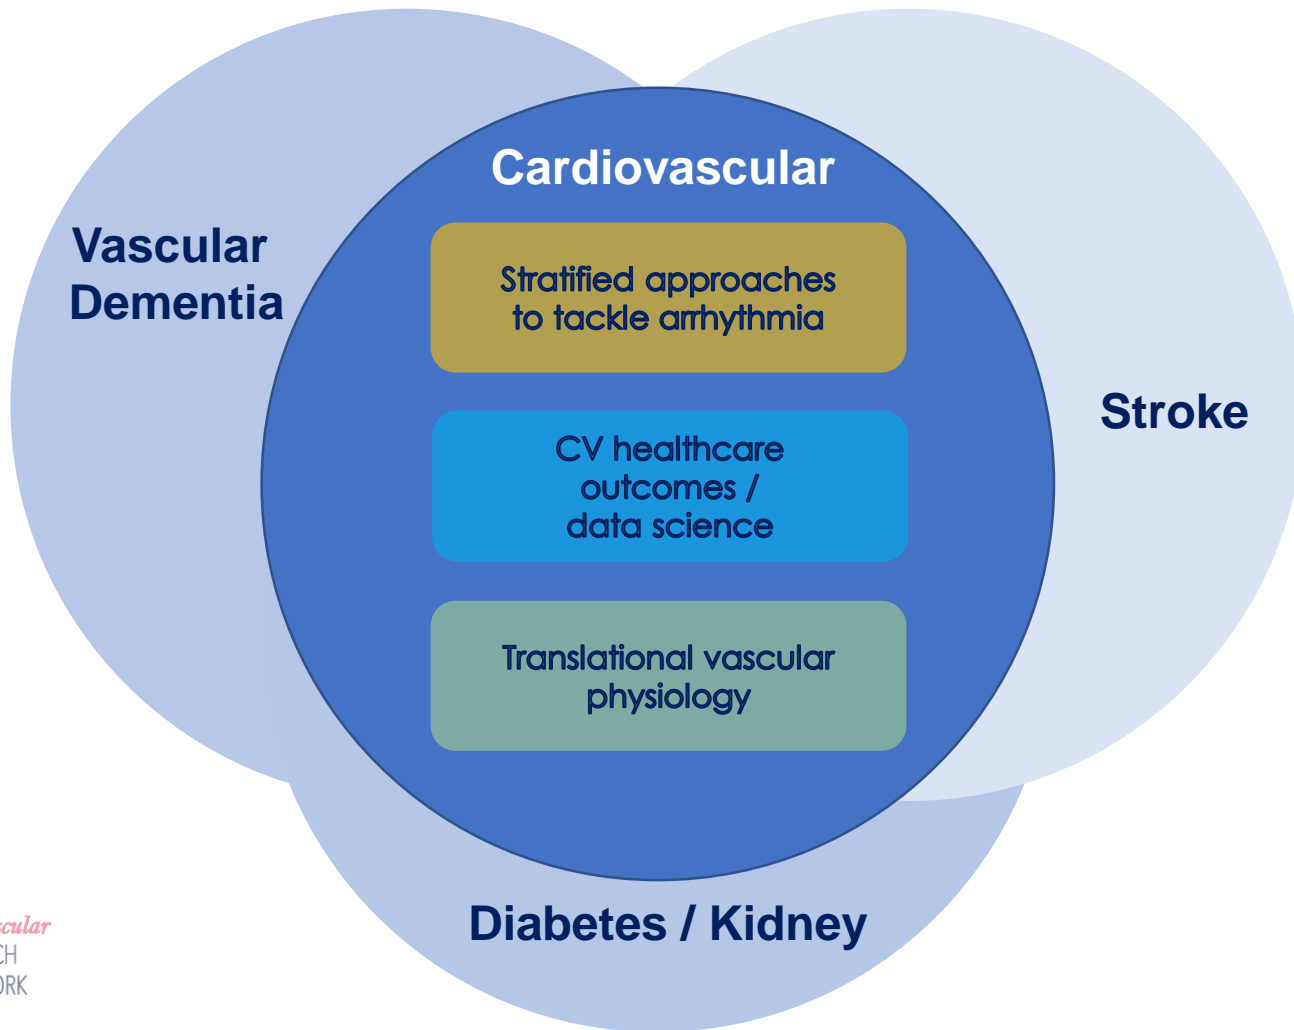 Cardiovascular
Vascular
Dementia
Stratified approaches
to tackle arrhythmia
Stroke
CV healthcare
outcomes /
data science
Translational vascular
physiology
Diabetes / Kidney